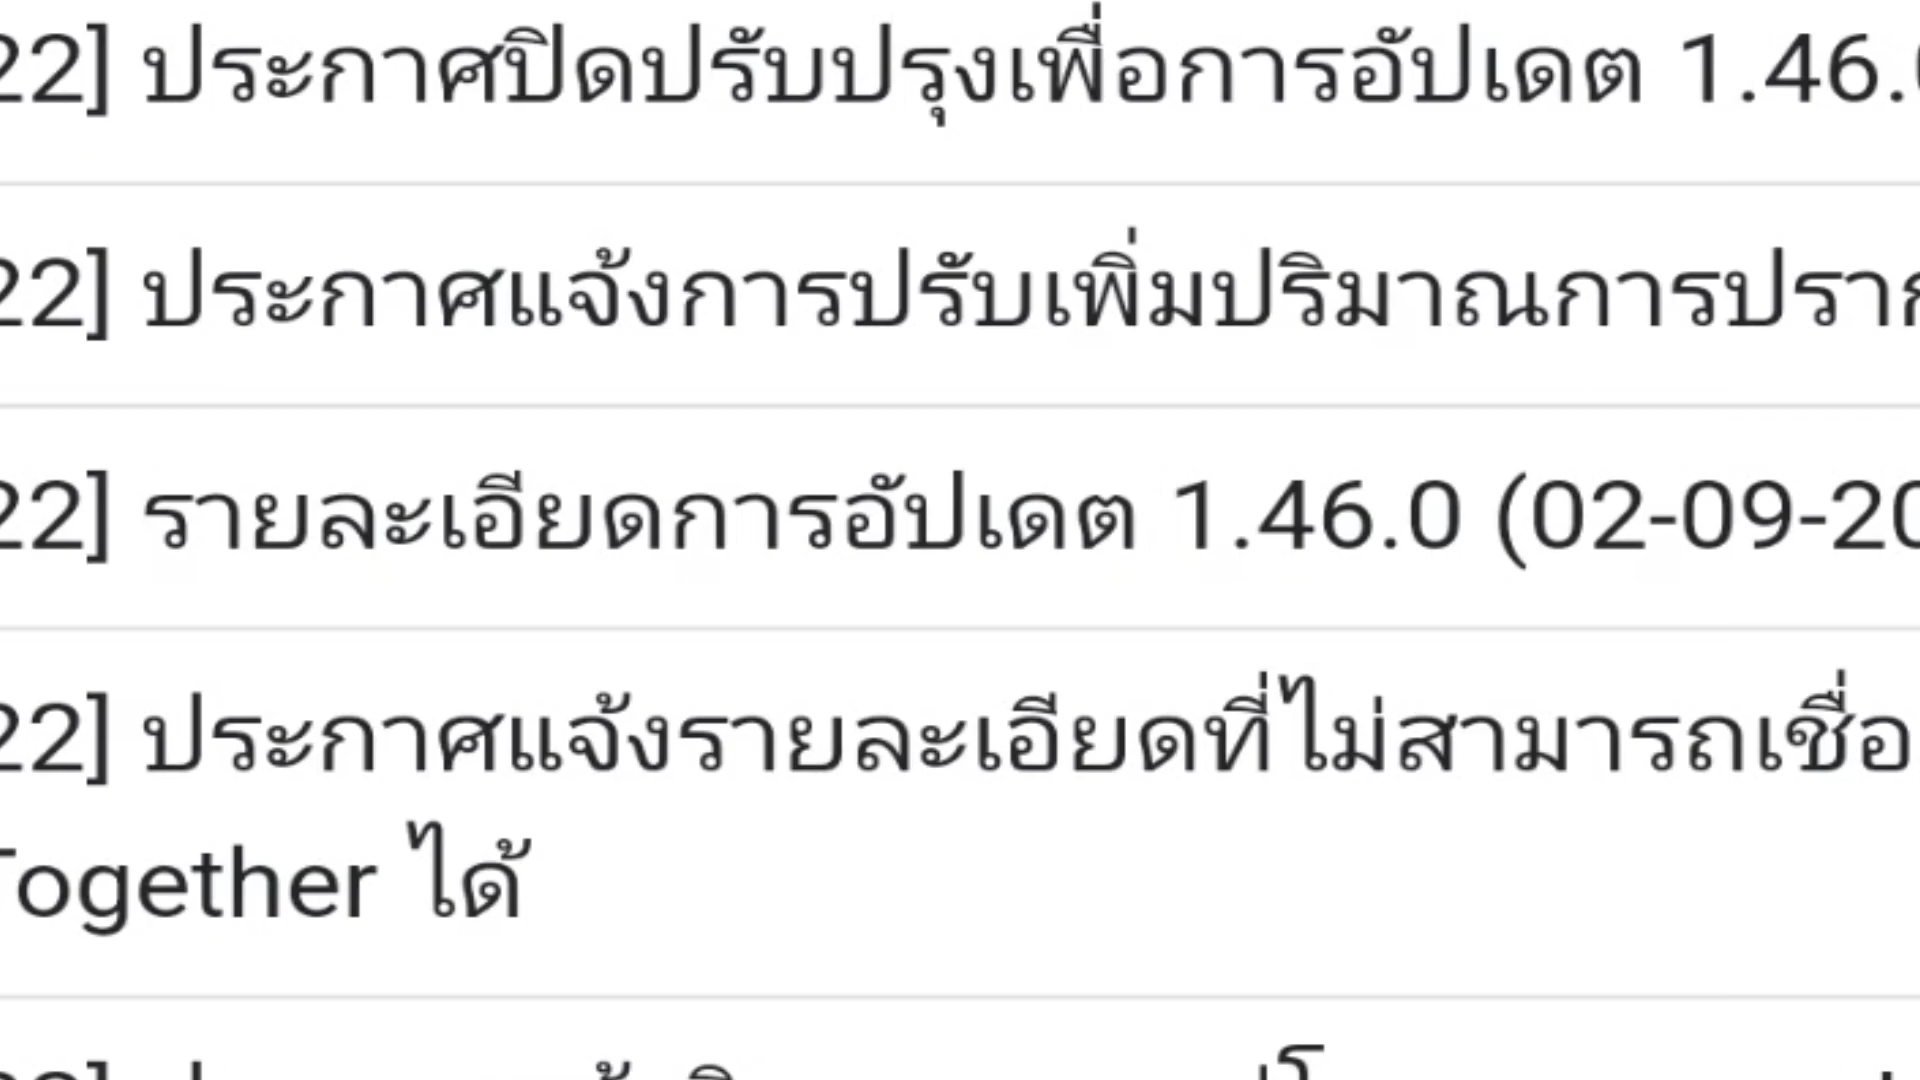 22] ประกาศปิดปรับปรุงเพื่อการอัปเดต 1.46.
22] ประกาศแจ้งการปรับเพิ่มปริมาณการปราก
22] รายละเอียดการอัปเดต 1.46.0 (02-09-20
22] ประกาศแจ้งรายละเอียดที่ไม่สามารถเชื่อ
Together ได้